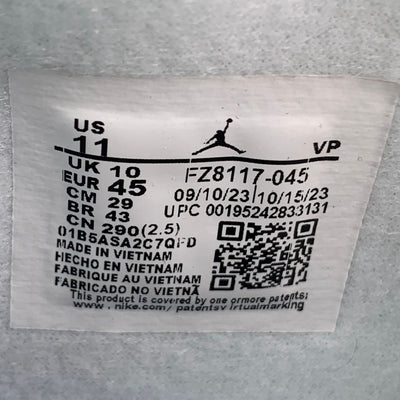 US
11 VP
UK 10 FZ8117-045
EUR 45 09/10/23 10/15/23
CM 29 UPC 00195242833131
BR 43
CN 290(2.5)
01B6ASA2C7QFD
MADE IN VIETNAM
HECHO EN VIETNAM
FABRIQUE AU VIETNAM
FABRICADO NO VIETNÃ
This product is covered by one ormore patents:
www.nike.com/patentsvirtualmarking